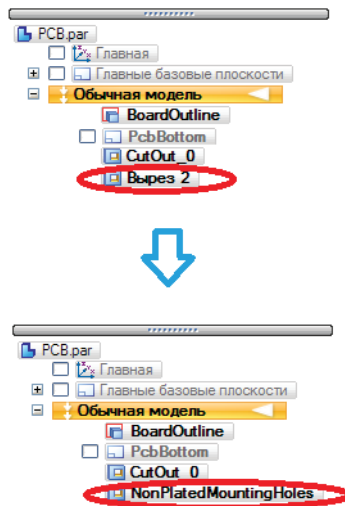 PCB.par
Главная
Главные базовые плоскости
Обычная модель
BoardOutline
PcbBottom
CutOut_0
Вырез 2
PCB.par
Главная
Главные базовые плоскости
Обычная модель
BoardOutline
PcbBottom
CutOut_0
NonPlatedMountingHoles